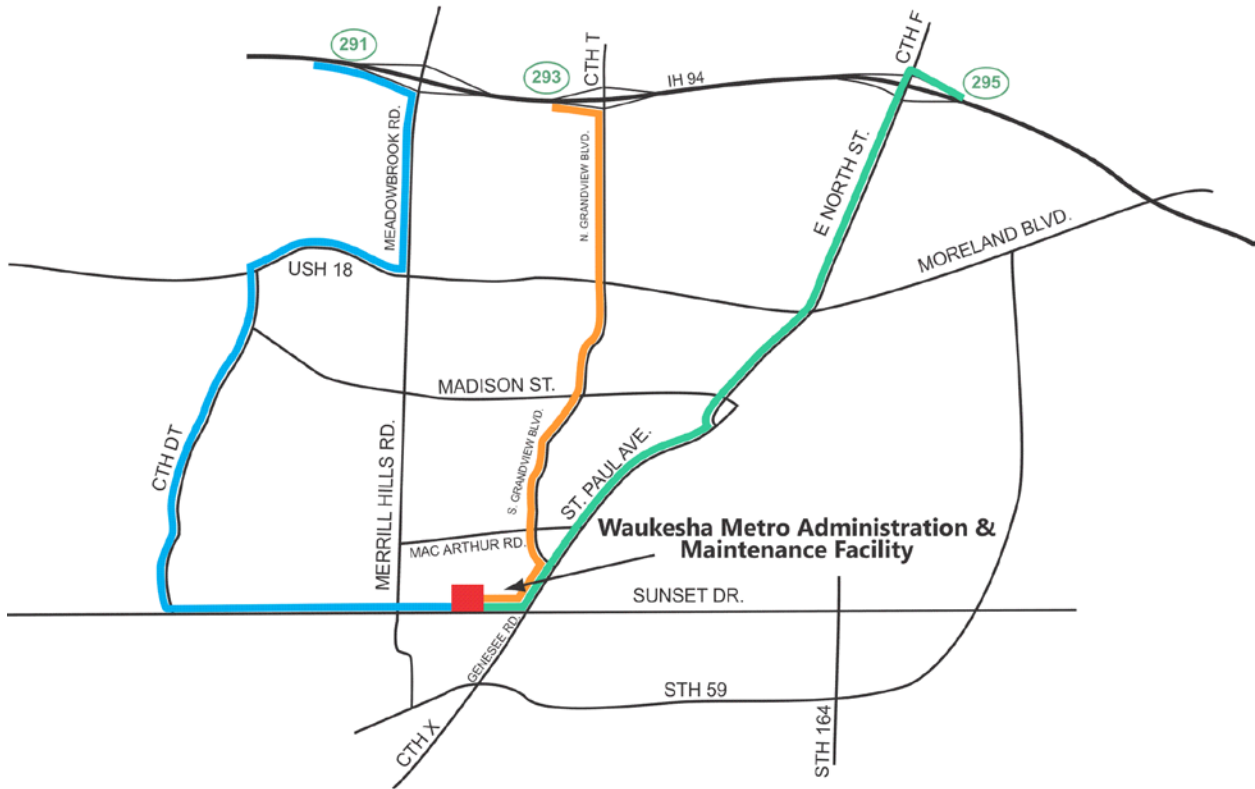 291
CTH T
CTH F
293
IH 94
295
MEADOWBROOK RD.
N. GRANDVIEW BLVD.
E NORTH ST.
MORELAND BLVD.
USH 18
MADISON ST.
CTH DT
MERRILL HILLS RD.
S. GRANDVIEW BLVD.
ST. PAUL AVE.
MAC ARTHUR RD.
Waukesha Metro Administration &
Maintenance Facility
SUNSET DR.
GENESEE RD.
STH 59
CTH X
STH 164